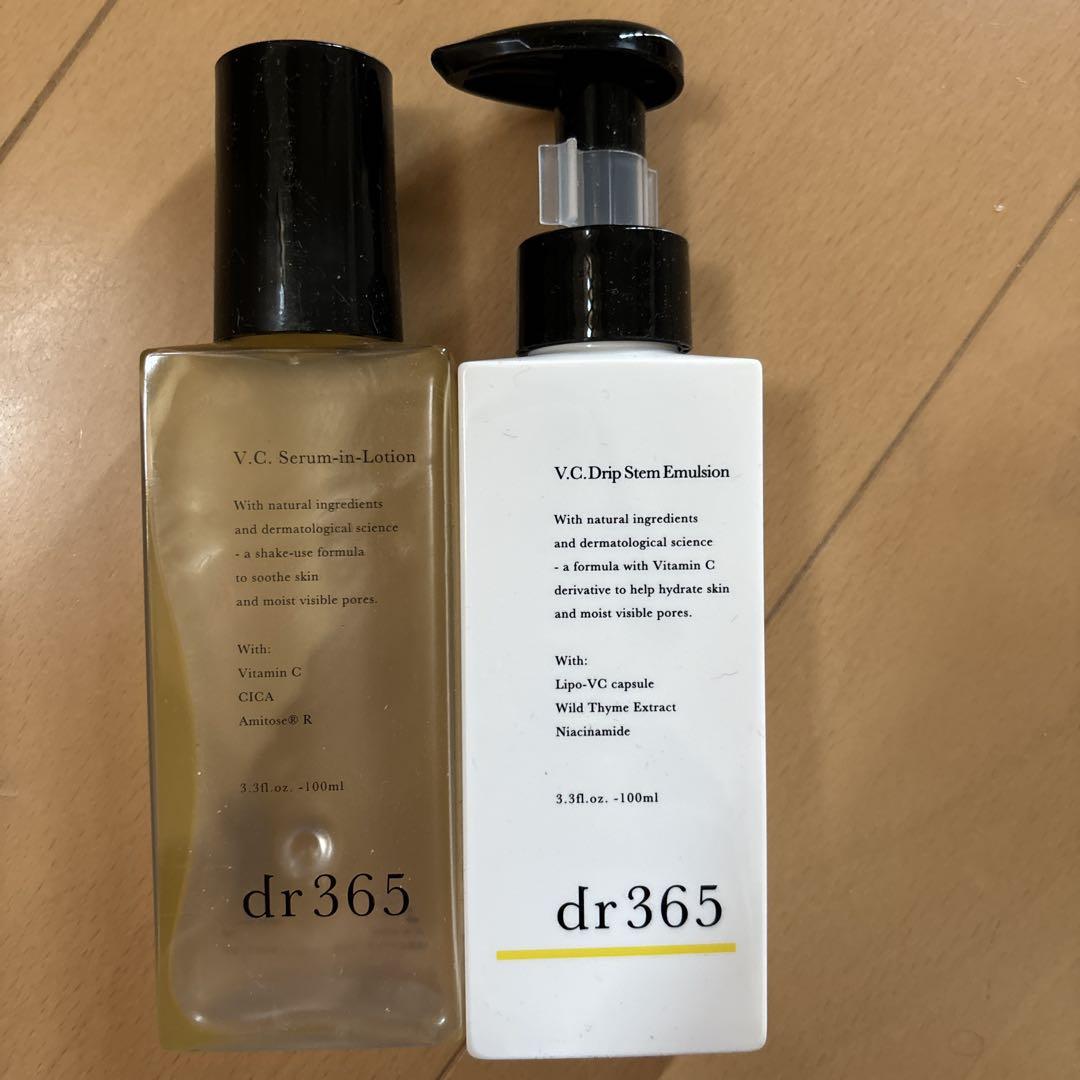 V.C. Serum-in-Lotion
With natural ingredients
and dermatological science
- a shake-use formula
to soothe skin
and moist visible pores.
With:
Vitamin C
CICA
Amitose® R
3.3fl.oz. -100ml
dr365
V.C.Drip Stem Emulsion
With natural ingredients
and dermatological science
- a formula with Vitamin C
derivative to help hydrate skin
and moist visible pores.
With:
Lipo-VC capsule
Wild Thyme Extract
Niacinamide
3.3fl.oz. -100ml
dr365